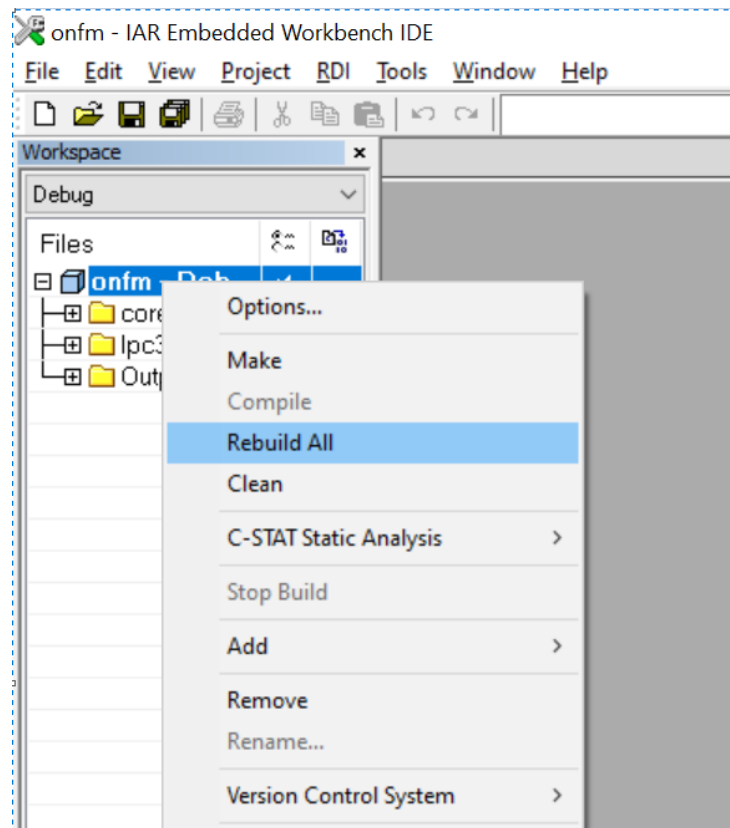 onfm - IAR Embedded Workbench IDE
File Edit View Project RDI Tools Window Help
Workspace
Debug
Files
onfm -
Options...
Make
Compile
Rebuild All
Clean
C-STAT Static Analysis
Stop Build
Add
Remove
Rename...
Version Control System